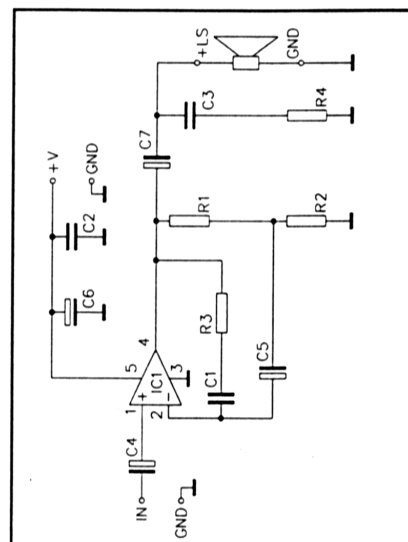 +LS
GND
C3
R4
C7
+V
GND
C2
C6
R1
R2
4
5
R3
C5
1
+
IC1
3
2
−
C1
C4
IN
GND